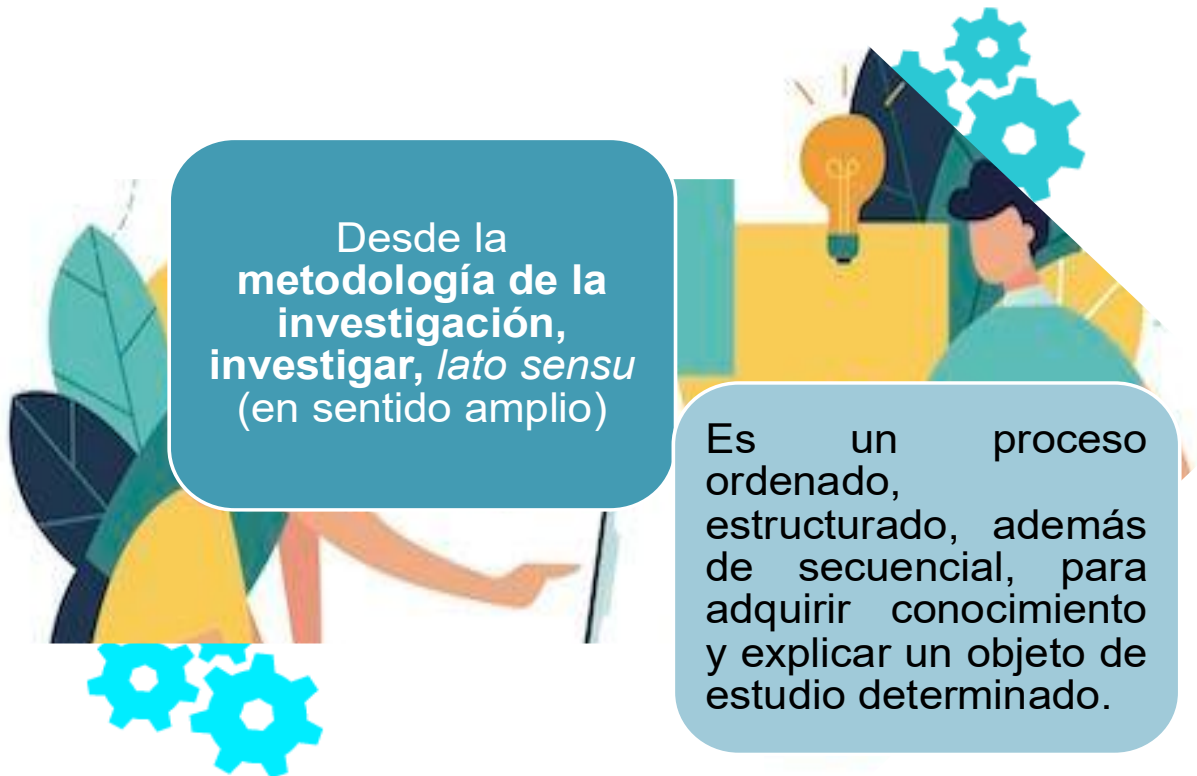 Desde la
metodología de la
investigación,
investigar, lato sensu
(en sentido amplio)
Es un proceso
ordenado,
estructurado, además
de secuencial, para
adquirir conocimiento
y explicar un objeto de
estudio determinado.